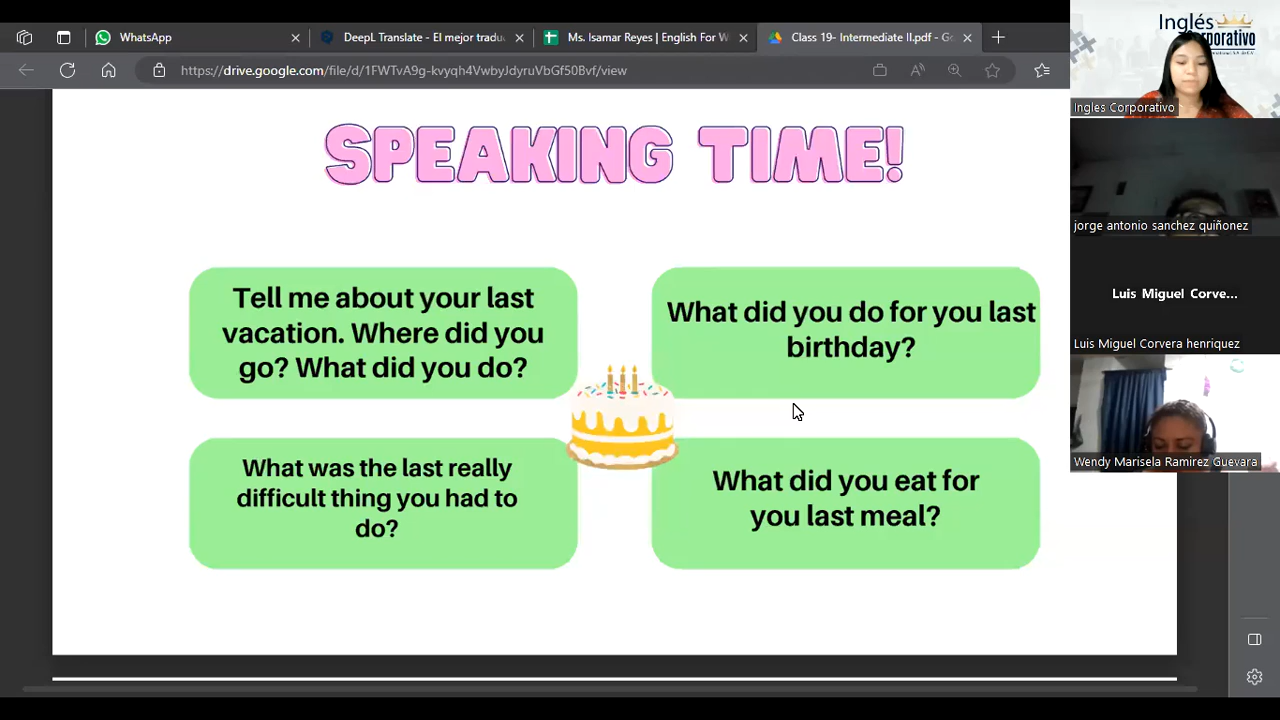 WhatsApp
DeepL Translate - El mejor tradu
Ms. Isamar Reyes | English For W
Class 19- Intermediate II.pdf - Go
https://drive.google.com/file/d/1FWTvA9g-kvyqh4VwbyJdyruVbGf50Bvf/view
SPEAKING TIME!
Tell me about your last
vacation. Where did you
go? What did you do?
What did you do for you last
birthday?
What was the last really
difficult thing you had to
do?
What did you eat for
you last meal?
Inglés
Corporativo
Ingles Corporativo
jorge antonio sanchez quiñonez
Luis Miguel Corve...
Luis Miguel Corvera henriquez
Wendy Marisela Ramirez Guevara